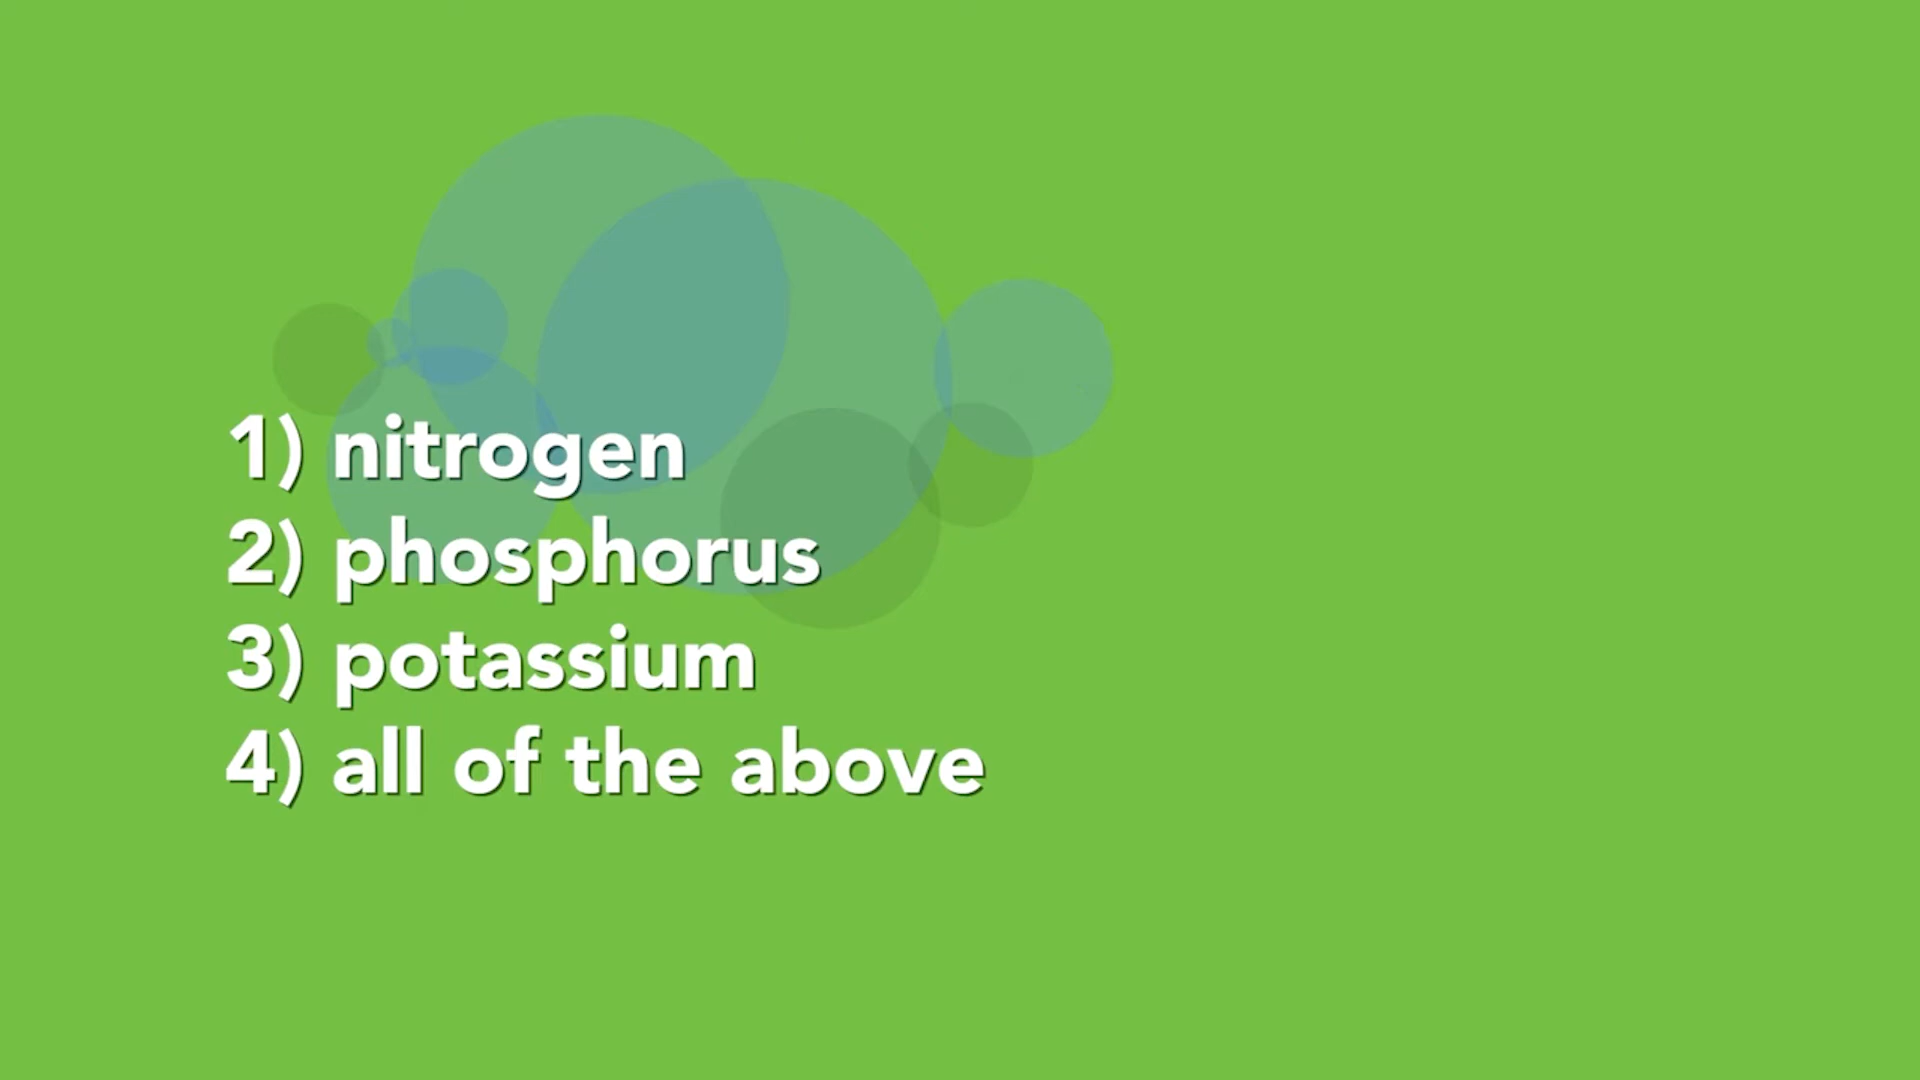 1) nitrogen
2) phosphorus
3) potassium
4) all of the above